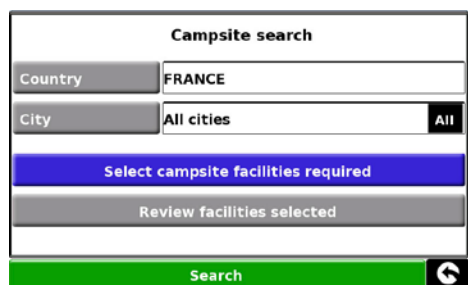 Campsite search
Country FRANCE
City All cities All
Select campsite facilities required
Review facilities selected
Search